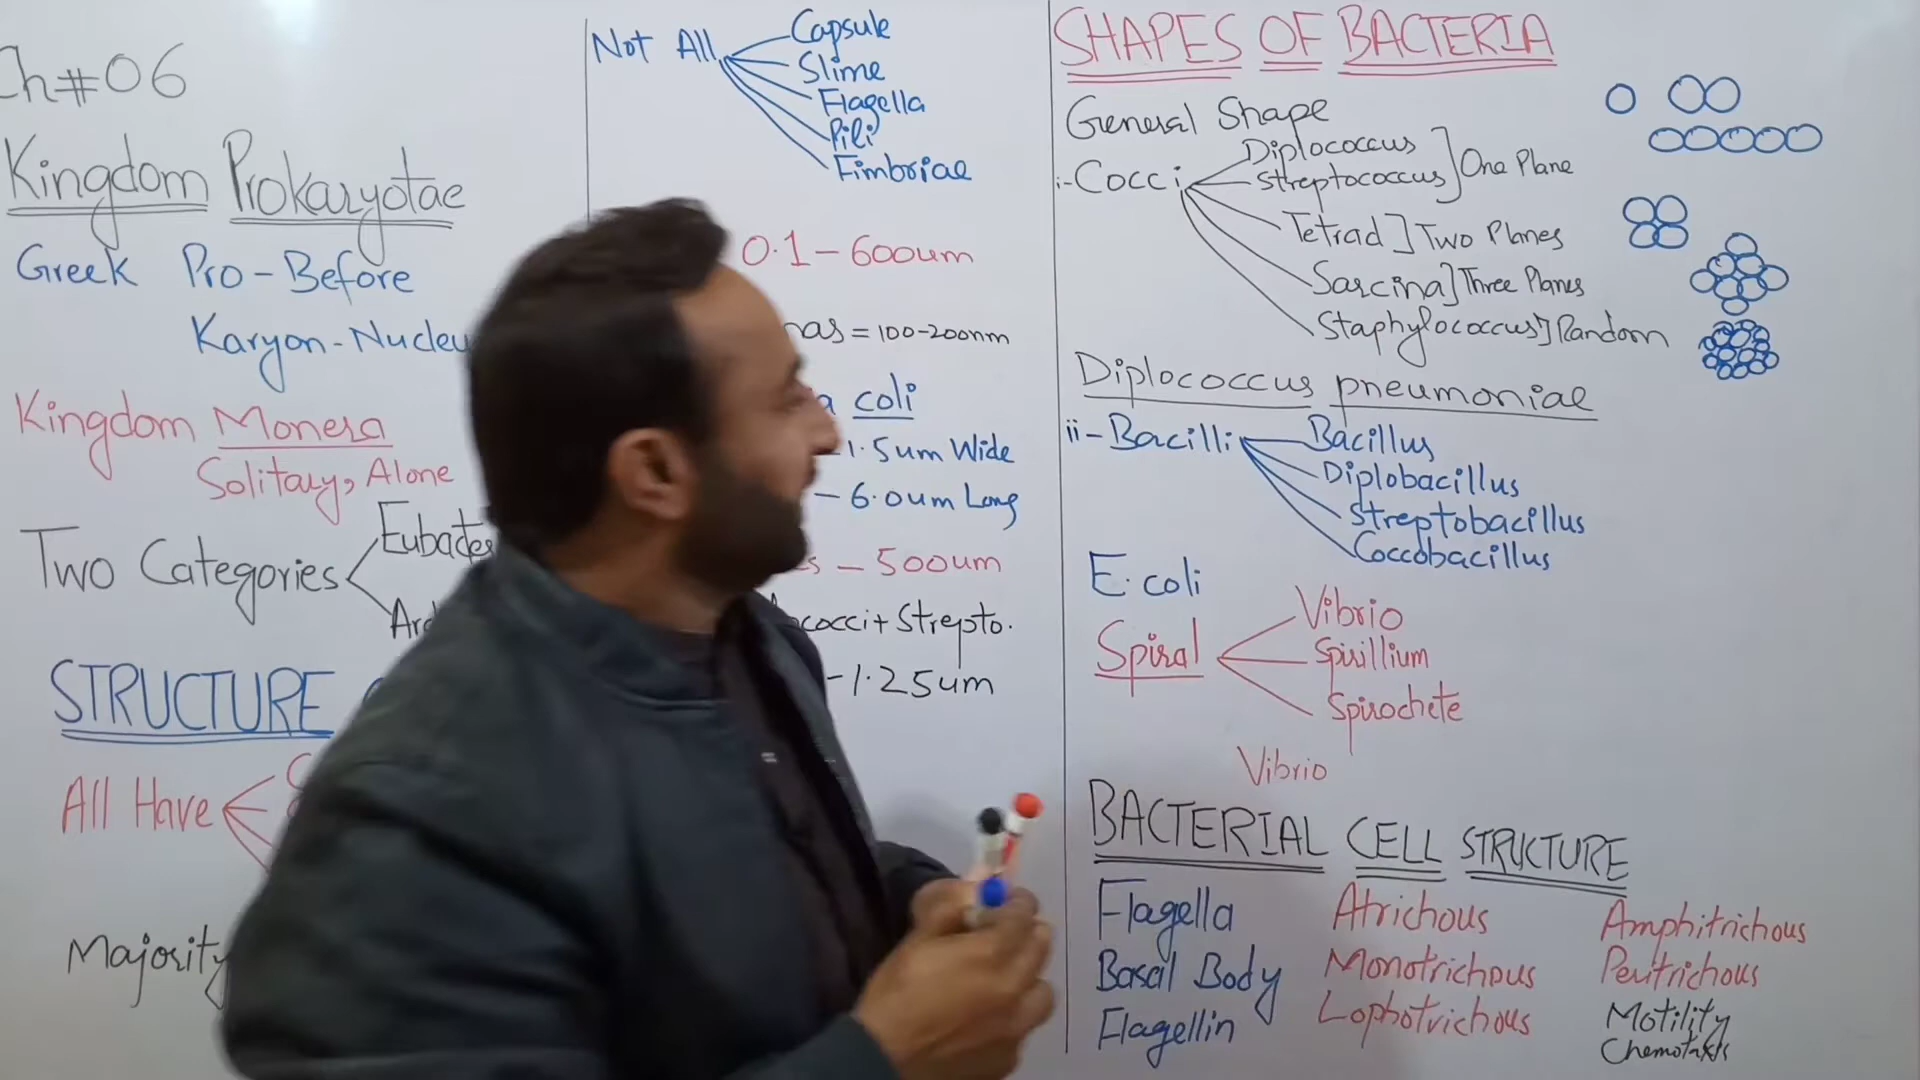 Ch#06
Kingdom Prokaryotae
Greek Pro-Before
Karyon-Nucleu
Kingdom Monera
Solitary, Alone
Two Categories
Eubacte
STRUCTURE
All Have
Majority
Not All
Capsule
Slime
Flagella
Pili
Fimbriae
0.1-600um
nas = 100-200nm
a coli
1.5um Wide
- 6.0um Long
s - 500um
cocci + Strepto.
-1.25um
SHAPES OF BACTERIA
General Shape
i- Cocci
Diplococcus
Streptococcus] One Plane
Tetrad] Two Planes
Sarcina] Three Planes
Staphylococcus] Random
Diplococcus pneumoniae
ii- Bacilli
Bacillus
Diplobacillus
Streptobacillus
Coccobacillus
E. coli
Spiral
Vibrio
Spirillium
Spirochete
Vibrio
BACTERIAL CELL STRUCTURE
Flagella Atrichous Amphitrichous
Basal Body Monotrichous Peritrichous
Flagellin Lophotrichous Motility
Chemotaxis